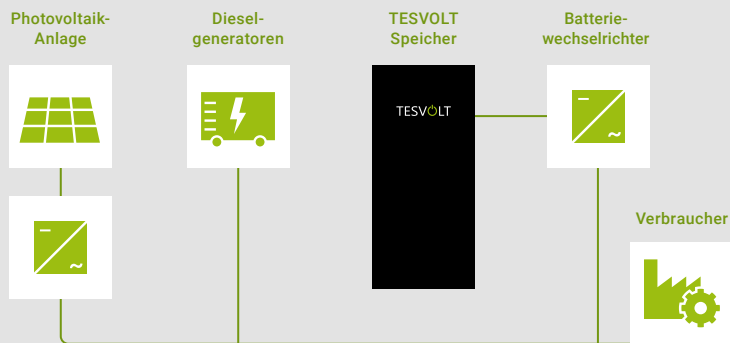 Photovoltaik-
Anlage
Diesel-
generatoren
TESVOLT
Speicher
Batterie-
wechselrichter
TESVOLT
Verbraucher